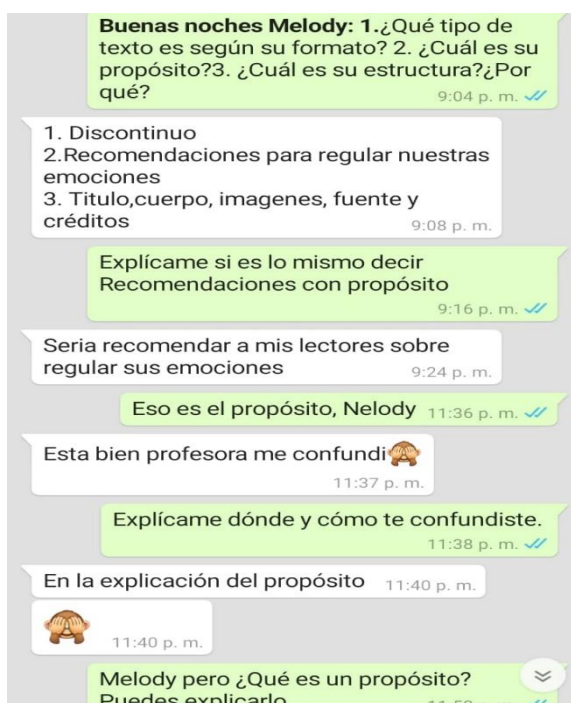 Buenas noches Melody: 1.¿Qué tipo de
texto es según su formato? 2. ¿Cuál es su
propósito?3. ¿Cuál es su estructura?¿Por
qué?
9:04 p. m.
1. Discontinuo
2.Recomendaciones para regular nuestras
emociones
3. Titulo,cuerpo, imagenes, fuente y
créditos
9:08 p. m.
Explícame si es lo mismo decir
Recomendaciones con propósito
9:16 p. m.
Seria recomendar a mis lectores sobre
regular sus emociones
9:24 p. m.
Eso es el propósito, Nelody 11:36 p. m.
Esta bien profesora me confundi
11:37 p. m.
Explícame dónde y cómo te confundiste.
11:38 p. m.
En la explicación del propósito 11:40 p. m.
11:40 p. m.
Melody pero ¿Qué es un propósito?
Puedes explicarlo